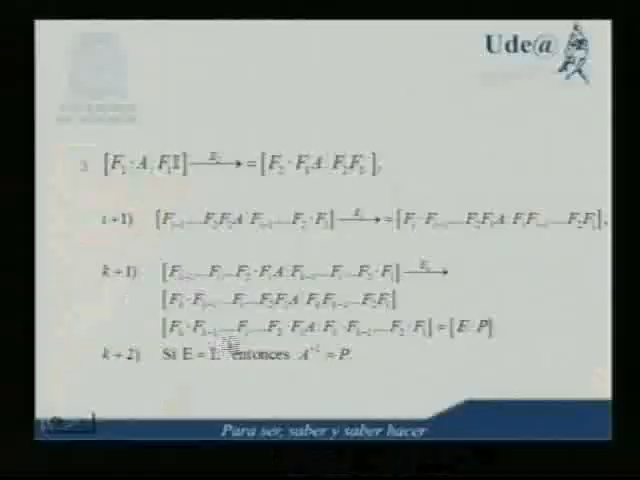 Ude@
[F₁ · A  F₁I] → = [F₂ · F₁A  F₂F₁],
i+1) [Fᵢ₋₁....F₂F₁A  Fᵢ₋₁....F₂ · F₁] → = [Fᵢ · Fᵢ₋₁....F₂F₁A  FᵢFᵢ₋₁....F₂F₁],
k+1) [Fₖ₋₁....Fᵢ....F₂ · F₁A  Fₖ₋₁....Fᵢ....F₂ · F₁] →
[Fₖ · Fₖ₋₁....Fᵢ....F₂F₁A  FₖFₖ₋₁....F₂F₁]
[Fₖ · Fₖ₋₁....Fᵢ....F₂ · F₁A  Fₖ · Fₖ₋₁....F₂ · F₁] = [E  P]
k+2) Si E = I, entonces A⁻¹ = P.
Para ser, saber y saber hacer